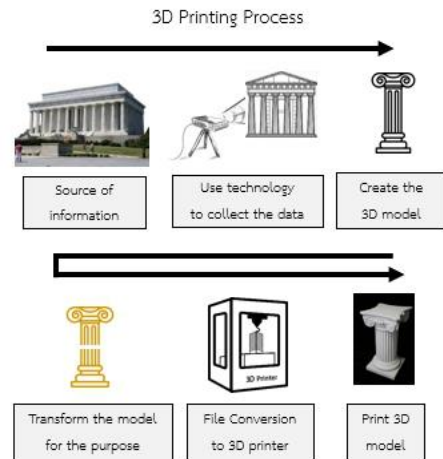 3D Printing Process
Source of
information
Use technology
to collect the data
Create the
3D model
3D Printer
Transform the model
for the purpose
File Conversion
to 3D printer
Print 3D
model